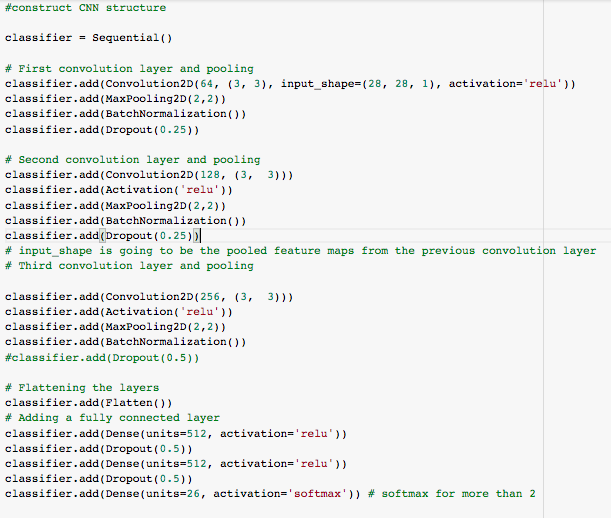 #construct CNN structure
classifier = Sequential()
# First convolution layer and pooling
classifier.add(Convolution2D(64, (3, 3), input_shape=(28, 28, 1), activation='relu'))
classifier.add(MaxPooling2D(2,2))
classifier.add(BatchNormalization())
classifier.add(Dropout(0.25))
# Second convolution layer and pooling
classifier.add(Convolution2D(128, (3,  3)))
classifier.add(Activation('relu'))
classifier.add(MaxPooling2D(2,2))
classifier.add(BatchNormalization())
classifier.add(Dropout(0.25))
# input_shape is going to be the pooled feature maps from the previous convolution layer
# Third convolution layer and pooling
classifier.add(Convolution2D(256, (3,  3)))
classifier.add(Activation('relu'))
classifier.add(MaxPooling2D(2,2))
classifier.add(BatchNormalization())
#classifier.add(Dropout(0.5))
# Flattening the layers
classifier.add(Flatten())
# Adding a fully connected layer
classifier.add(Dense(units=512, activation='relu'))
classifier.add(Dropout(0.5))
classifier.add(Dense(units=512, activation='relu'))
classifier.add(Dropout(0.5))
classifier.add(Dense(units=26, activation='softmax')) # softmax for more than 2